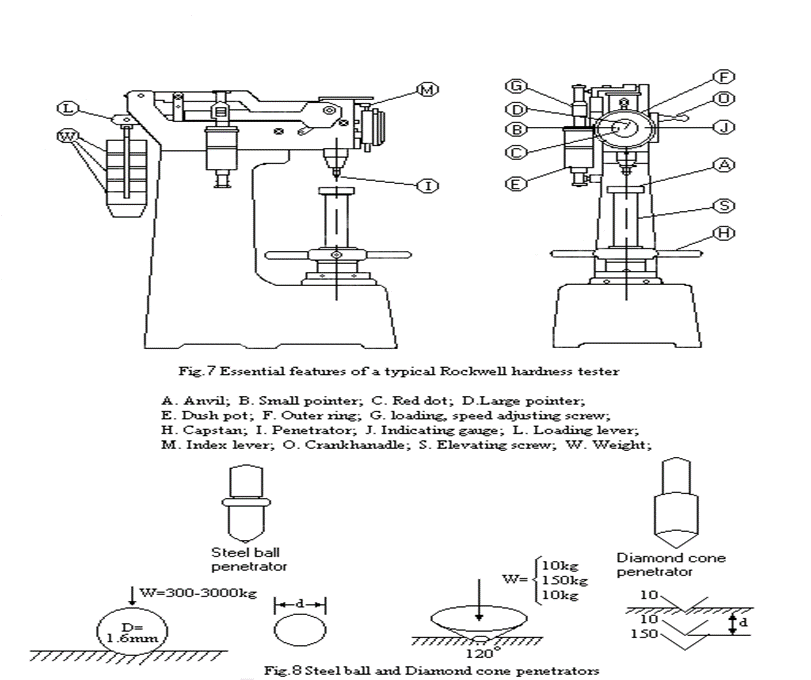 L
W
M
I
G
D
B
C
E
F
O
J
A
S
H
Fig.7 Essential features of a typical Rockwell hardness tester
A. Anvil; B. Small pointer; C. Red dot; D.Large pointer;
E. Dush pot; F. Outer ring; G. loading, speed adjusting screw;
H. Capstan; I. Penetrator; J. Indicating gauge; L. Loading lever;
M. Index lever; O. Crankhanadle; S. Elevating screw; W. Weight;
Steel ball
penetrator
Diamond cone
penetrator
W=300-3000kg
D=
1.6mm
d
W=
10kg
150kg
10kg
120°
10
10
150
d
Fig.8 Steel ball and Diamond cone penetrators